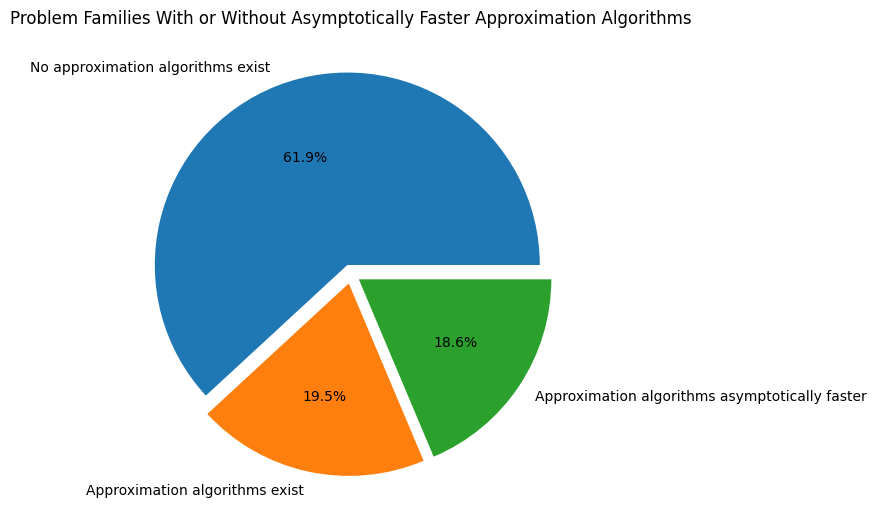 Problem Families With or Without Asymptotically Faster Approximation Algorithms
No approximation algorithms exist
61.9%
18.6%
19.5%
Approximation algorithms asymptotically faster
Approximation algorithms exist